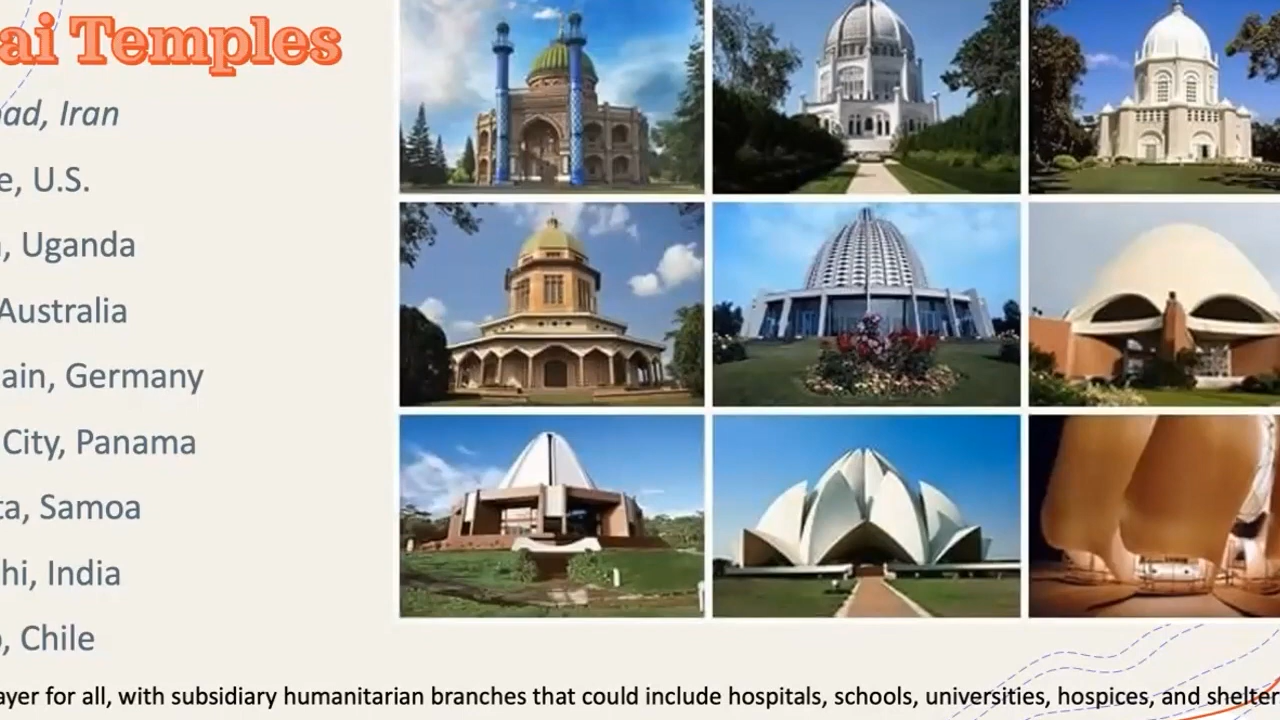 ai Temples
ad, Iran
e, U.S.
, Uganda
Australia
ain, Germany
City, Panama
ta, Samoa
hi, India
, Chile
ayer for all, with subsidiary humanitarian branches that could include hospitals, schools, universities, hospices, and shelter